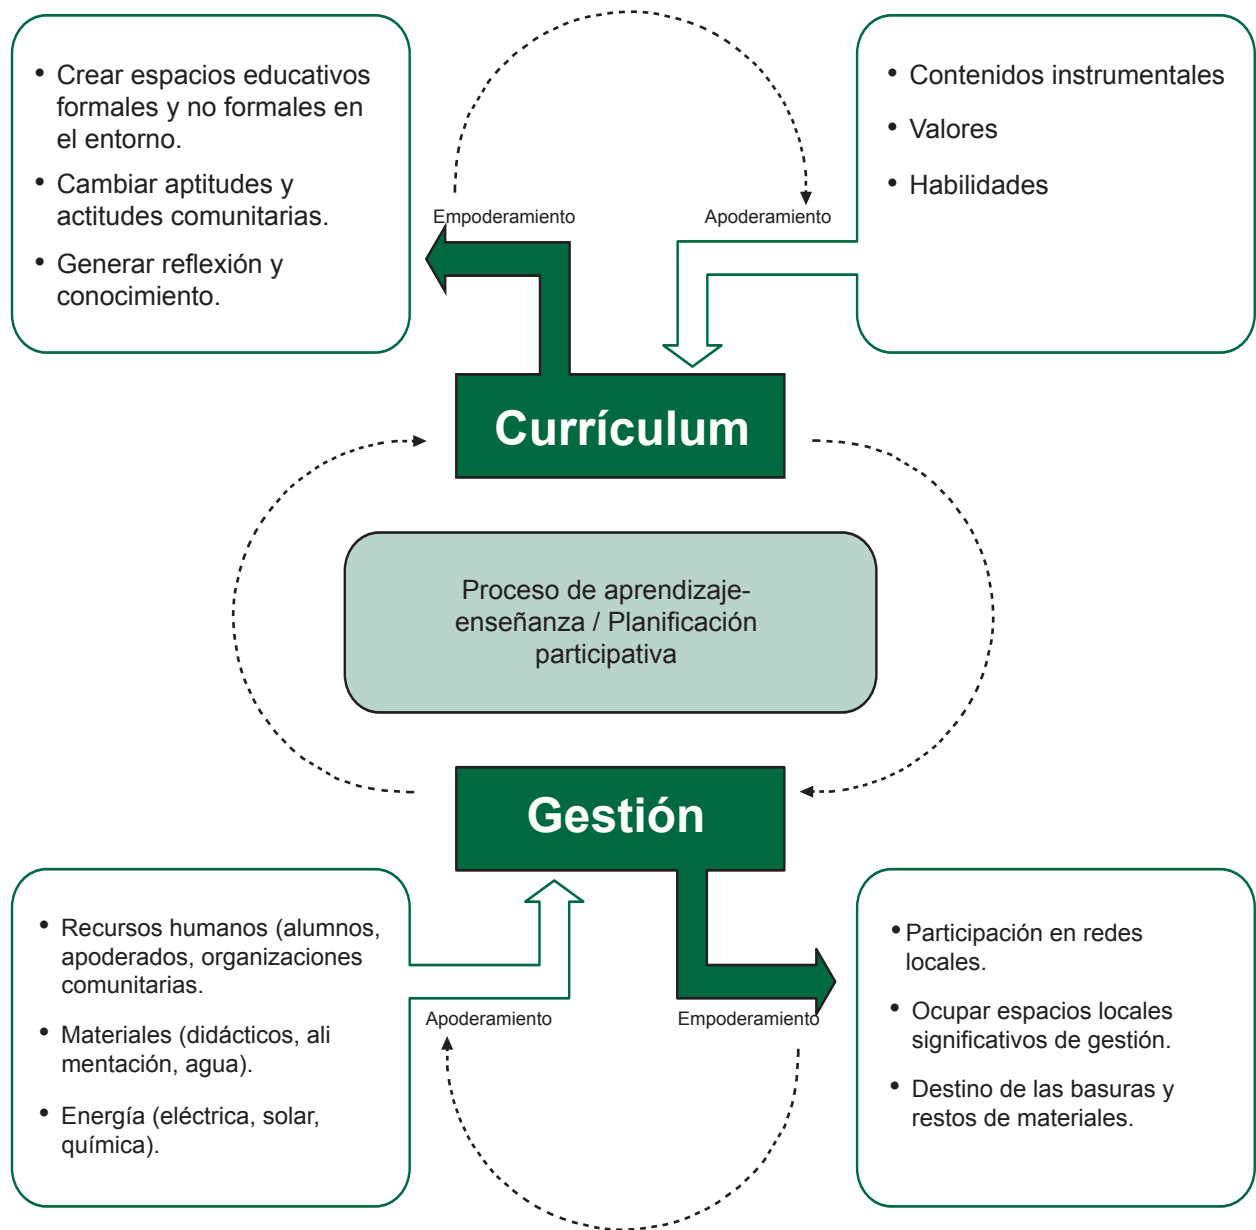 • Crear espacios educativos
formales y no formales en
el entorno.
• Cambiar aptitudes y
actitudes comunitarias.
• Generar reflexión y
conocimiento.
• Contenidos instrumentales
• Valores
• Habilidades
Empoderamiento
Apoderamiento
Currículum
Proceso de aprendizaje-
enseñanza / Planificación
participativa
Gestión
• Recursos humanos (alumnos,
apoderados, organizaciones
comunitarias.
• Materiales (didácticos, ali
mentación, agua).
• Energía (eléctrica, solar,
química).
Apoderamiento
Empoderamiento
• Participación en redes
locales.
• Ocupar espacios locales
significativos de gestión.
• Destino de las basuras y
restos de materiales.